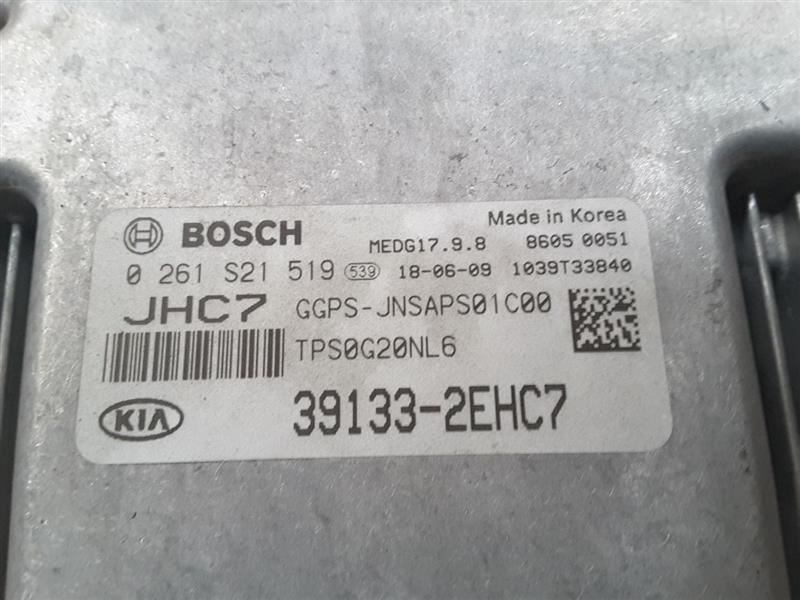 BOSCH
Made in Korea
MEDG17.9.8 8605 0051
0 261 S21 519 539 18-06-09 1039T33840
JHC7 GGPS-JNSAPS01C00
TPS0G20NL6
KIA 39133-2EHC7